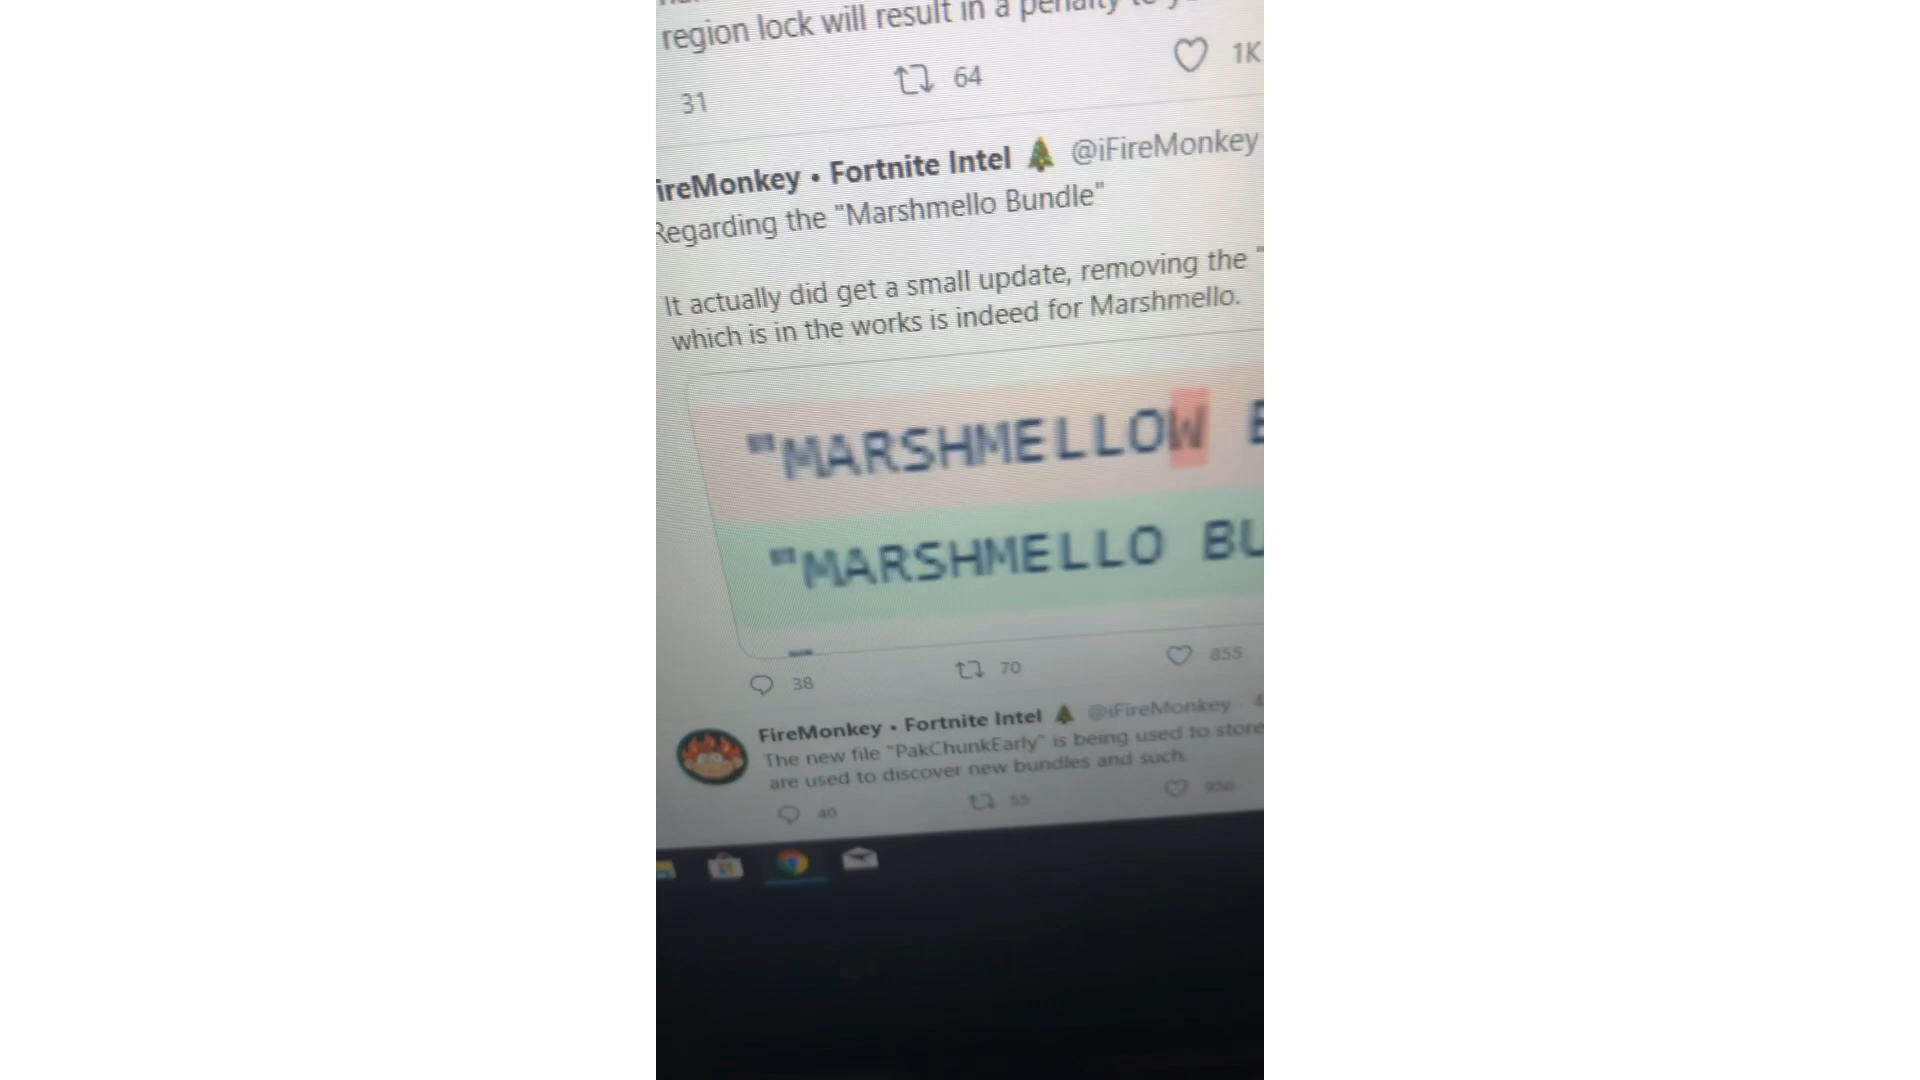 region lock will result in a penalty to
31 64 1K
ireMonkey • Fortnite Intel 🎄 @iFireMonkey
Regarding the "Marshmello Bundle"
It actually did get a small update, removing the "
which is in the works is indeed for Marshmello.
"MARSHMELLOW
"MARSHMELLO BU
38 70 855
FireMonkey • Fortnite Intel 🎄 @iFireMonkey · 4
The new file "PakChunkEarly" is being used to store
are used to discover new bundles and such.
40 55